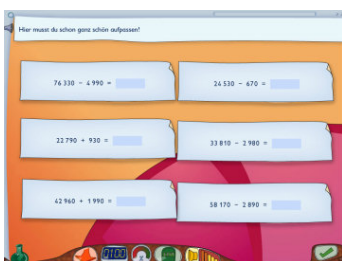 Hier musst du schon ganz schön aufpassen!
76 330 - 4 990 =
24 530 - 670 =
22 790 + 930 =
33 810 - 2 980 =
42 960 + 1 990 =
58 170 - 2 890 =